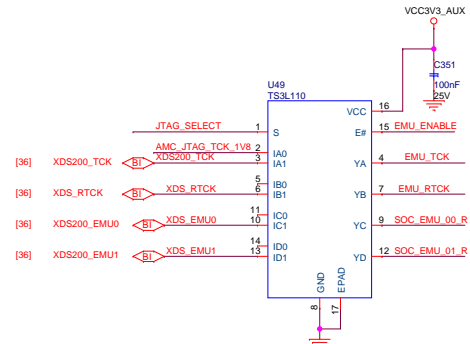 VCC3V3_AUX
C351
100nF
25V
U49
TS3L110
VCC 16
JTAG_SELECT 1 S E# 15 EMU_ENABLE
AMC_JTAG_TCK_1V8 2 IA0
[36] XDS200_TCK BI XDS200_TCK 3 IA1 YA 4 EMU_TCK
5 IB0
[36] XDS_RTCK BI XDS_RTCK 6 IB1 YB 7 EMU_RTCK
11 IC0
[36] XDS200_EMU0 BI XDS_EMU0 10 IC1 YC 9 SOC_EMU_00_R
14 ID0
[36] XDS200_EMU1 BI XDS_EMU1 13 ID1 YD 12 SOC_EMU_01_R
GND
EPAD
8
17